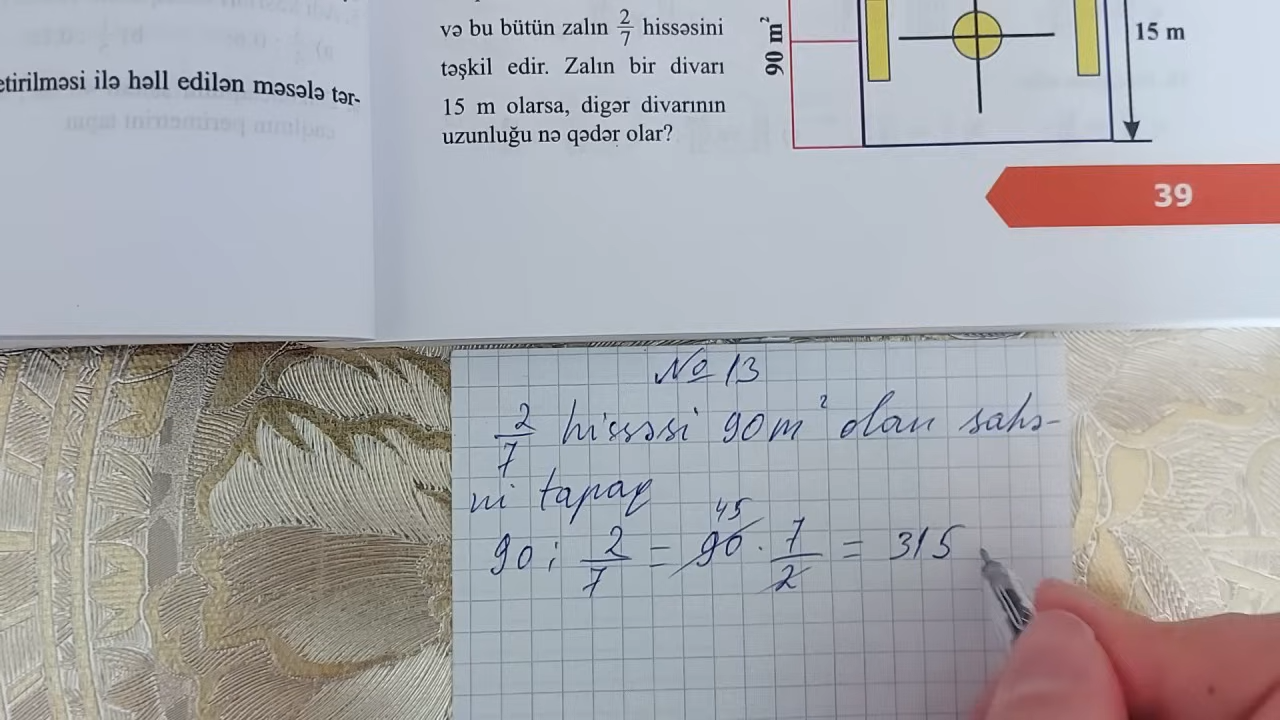 etirilməsi ilə həll edilən məsələ tər-
və bu bütün zalın 2/7 hissəsini
təşkil edir. Zalın bir divarı
15 m olarsa, digər divarının
uzunluğu nə qədər olar?
90 m²
15 m
39
№ 13
2/7 hissəsi 90m² olan sahə-
ni tapaq
90 : 2/7 = 90 45 · 7/2 = 315